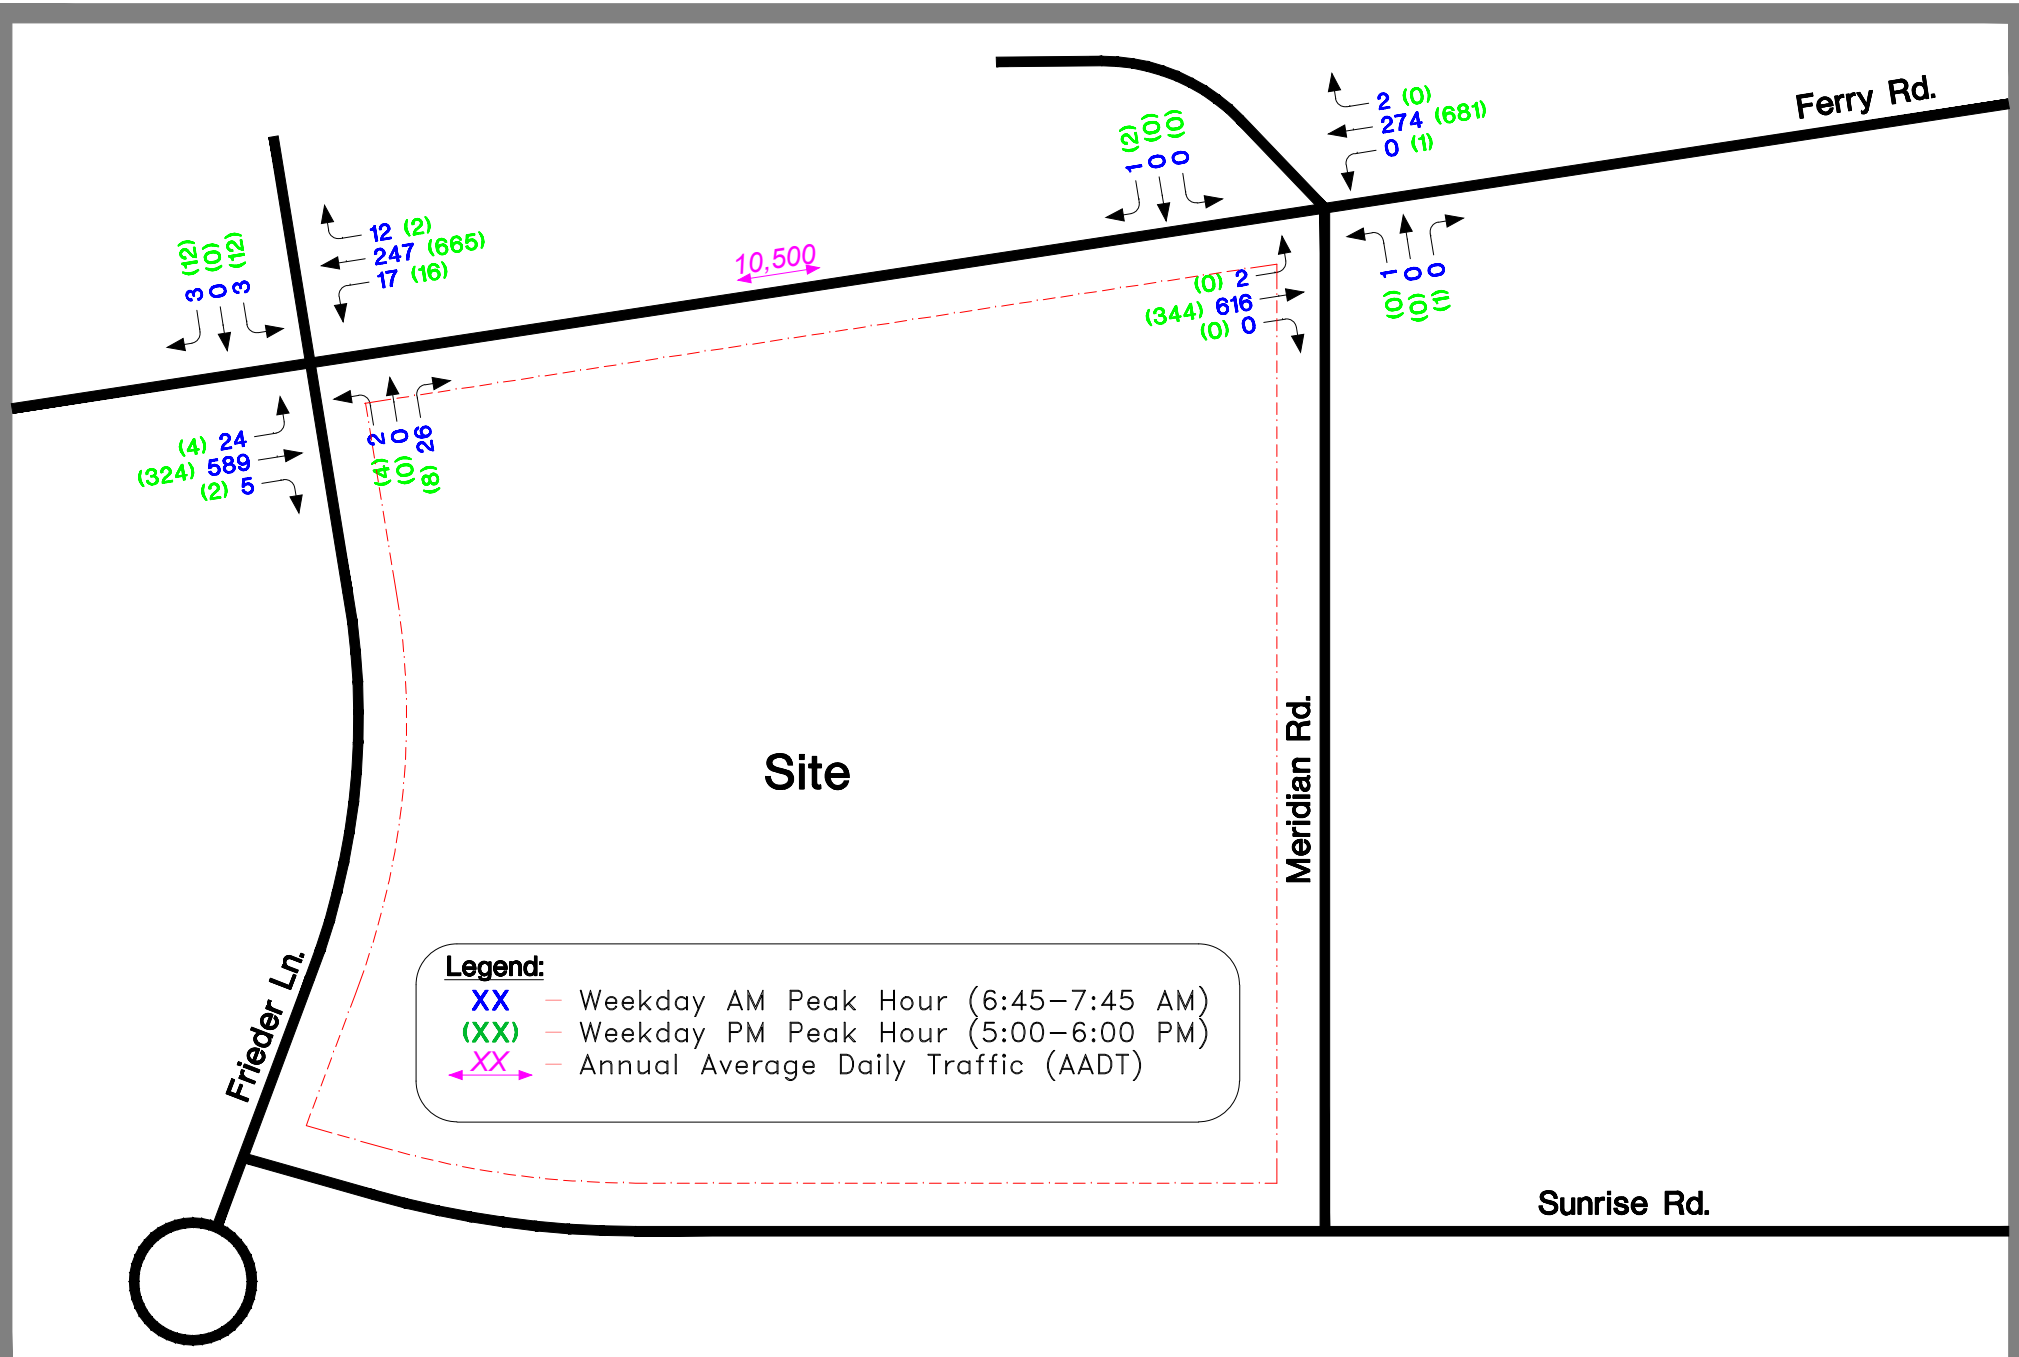 Ferry Rd.
2 (0)
274 (681)
0 (1)
1 (2)
0 (0)
0 (0)
12 (2)
247 (665)
17 (16)
3 (12)
0 (0)
3 (12)
10,500
(0) 2
(344) 616
(0) 0
1 (0)
0 (0)
0 (1)
(4) 24
(324) 589
(2) 5
2 (4)
0 (0)
26 (8)
Site
Meridian Rd.
Frieder Ln.
Legend:
XX – Weekday AM Peak Hour (6:45–7:45 AM)
(XX) – Weekday PM Peak Hour (5:00–6:00 PM)
XX – Annual Average Daily Traffic (AADT)
Sunrise Rd.